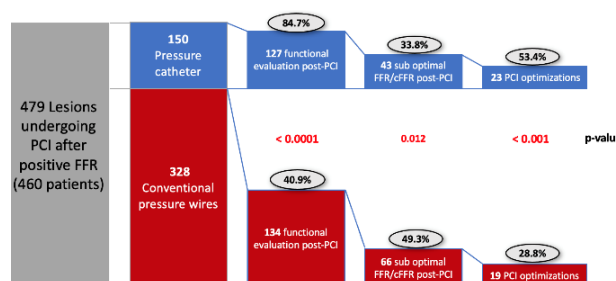 479 Lesions
undergoing
PCI after
positive FFR
(460 patients)
150
Pressure
catheter
84.7%
127 functional
evaluation post-PCI
33.8%
43 sub optimal
FFR/cFFR post-PCI
53.4%
23 PCI optimizations
< 0.0001
0.012
< 0.001
p-valu
328
Conventional
pressure wires
40.9%
134 functional
evaluation post-PCI
49.3%
66 sub optimal
FFR/cFFR post-PCI
28.8%
19 PCI optimizations